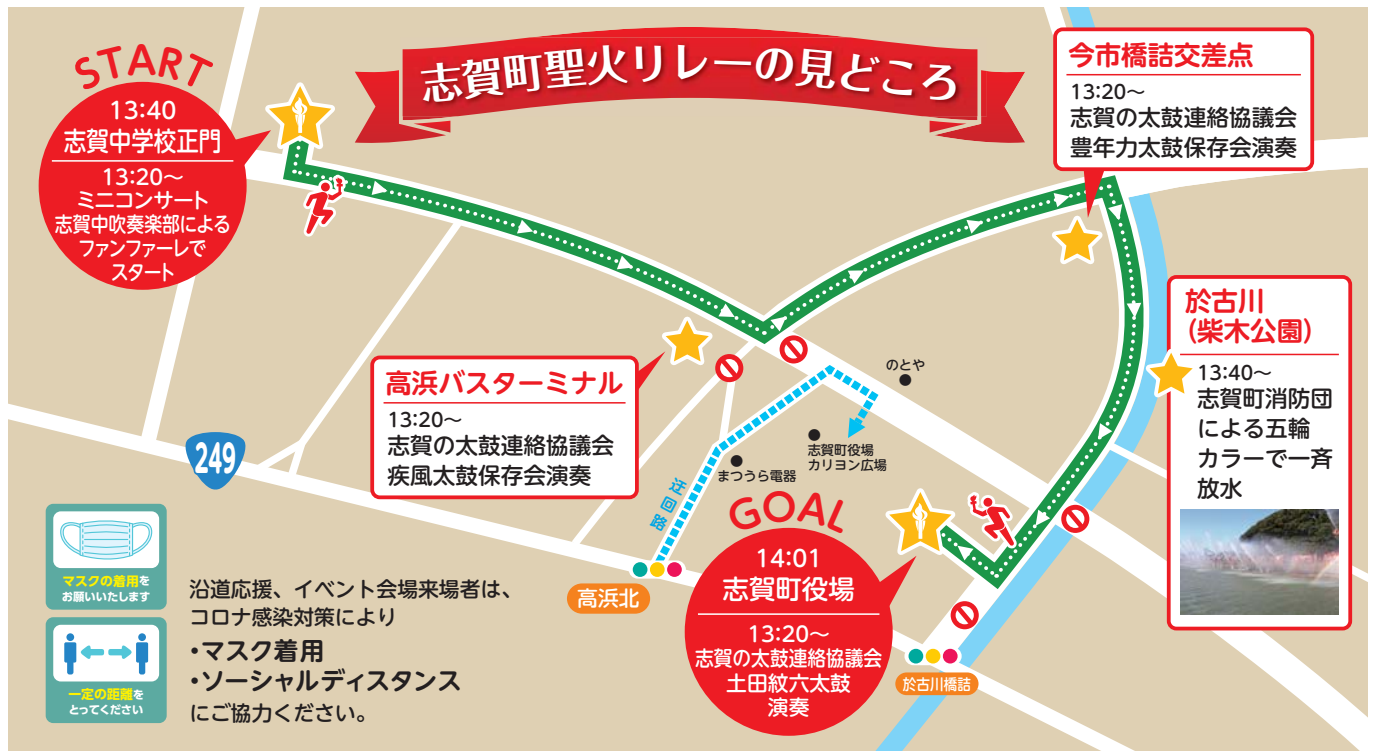 志賀町聖火リレーの見どころ
START
13:40
志賀中学校正門
13:20～
ミニコンサート
志賀中吹奏楽部による
ファンファーレで
スタート
今市橋詰交差点
13:20～
志賀の太鼓連絡協議会
豊年力太鼓保存会演奏
於古川
(柴木公園)
13:40～
志賀町消防団
による五輪
カラーで一斉
放水
高浜バスターミナル
13:20～
志賀の太鼓連絡協議会
疾風太鼓保存会演奏
のとや
志賀町役場
カリヨン広場
まつうら電器
迂回路
249
GOAL
14:01
志賀町役場
13:20～
志賀の太鼓連絡協議会
土田紋六太鼓
演奏
高浜北
於古川橋詰
マスクの着用を
お願いいたします
一定の距離を
とってください
沿道応援、イベント会場来場者は、
コロナ感染対策により
・マスク着用
・ソーシャルディスタンス
にご協力ください。